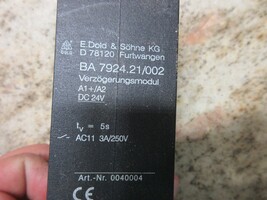 E.Dold & Söhne KG
D 78120 Furtwangen
BA 7924.21/002
Verzögerungsmodul
A1+/A2
DC 24V
tv = 5s
AC11 3A/250V
Art.-Nr. 0040004
CE